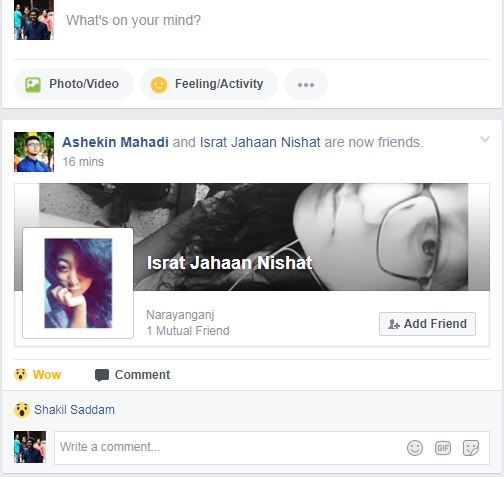 What's on your mind?
Photo/Video
Feeling/Activity
Ashekin Mahadi and Israt Jahaan Nishat are now friends.
16 mins
Israt Jahaan Nishat
Narayanganj
1 Mutual Friend
Add Friend
Wow
Comment
Shakil Saddam
Write a comment...
GIF